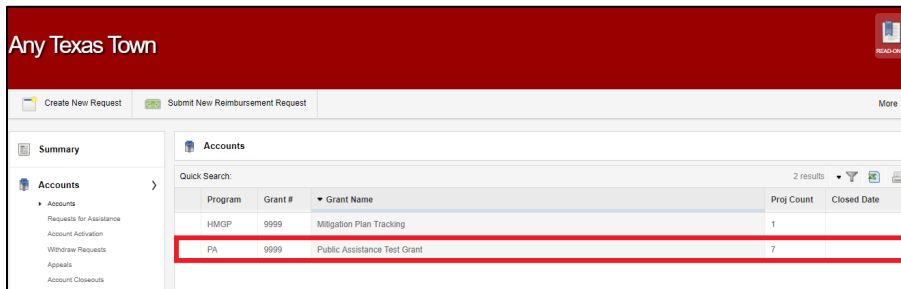 Any Texas Town
READ-ON
Create New Request Submit New Reimbursement Request More
Summary
Accounts
Accounts
Requests for Assistance
Account Activation
Withdraw Requests
Appeals
Account Closeouts
Accounts
Quick Search: 2 results
Program Grant # Grant Name Proj Count Closed Date
HMGP 9999 Mitigation Plan Tracking 1
PA 9999 Public Assistance Test Grant 7